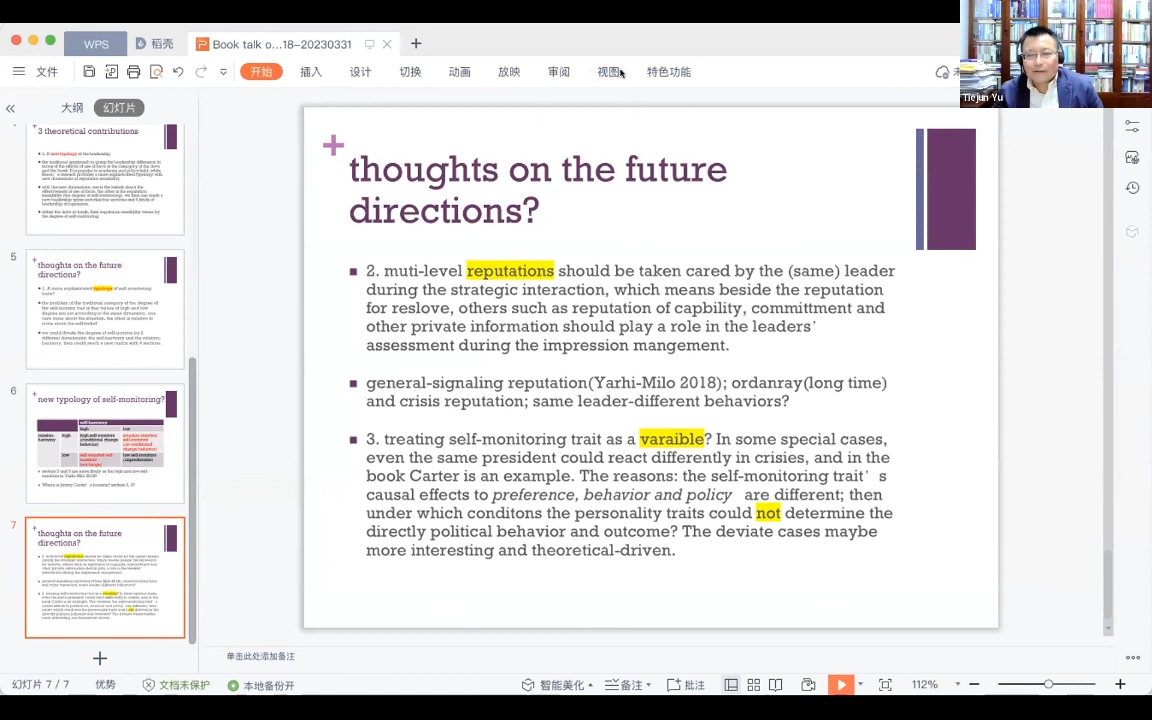 WPS
稻壳
Book talk o...18-20230331
Tiejun Yu
文件
开始
插入
设计
切换
动画
放映
审阅
视图
特色功能
大纲
幻灯片
3 theoretical contributions
5
thoughts on the future
directions?
6
new typology of self-monitoring?
7
thoughts on the future
directions?
thoughts on the future
directions?
2. muti-level reputations should be taken cared by the (same) leader
during the strategic interaction, which means beside the reputation
for reslove, others such as reputation of capbility, committment and
other private information should play a role in the leaders'
assessment during the impression mangement.
general-signaling reputation(Yarhi-Milo 2018); ordanray(long time)
and crisis reputation; same leader-different behaviors?
3. treating self-monitoring trait as a varaible? In some special cases,
even the same president could react differently in crisies, and in the
book Carter is an example. The reasons: the self-monitoring trait' s
causal effects to preference, behavior and policy are different; then
under which conditons the personality traits could not determine the
directly political behavior and outcome? The deviate cases maybe
more interesting and theoretical-driven.
单击此处添加备注
幻灯片 7 / 7
优势
文档未保护
本地备份开
智能美化
备注
批注
112%